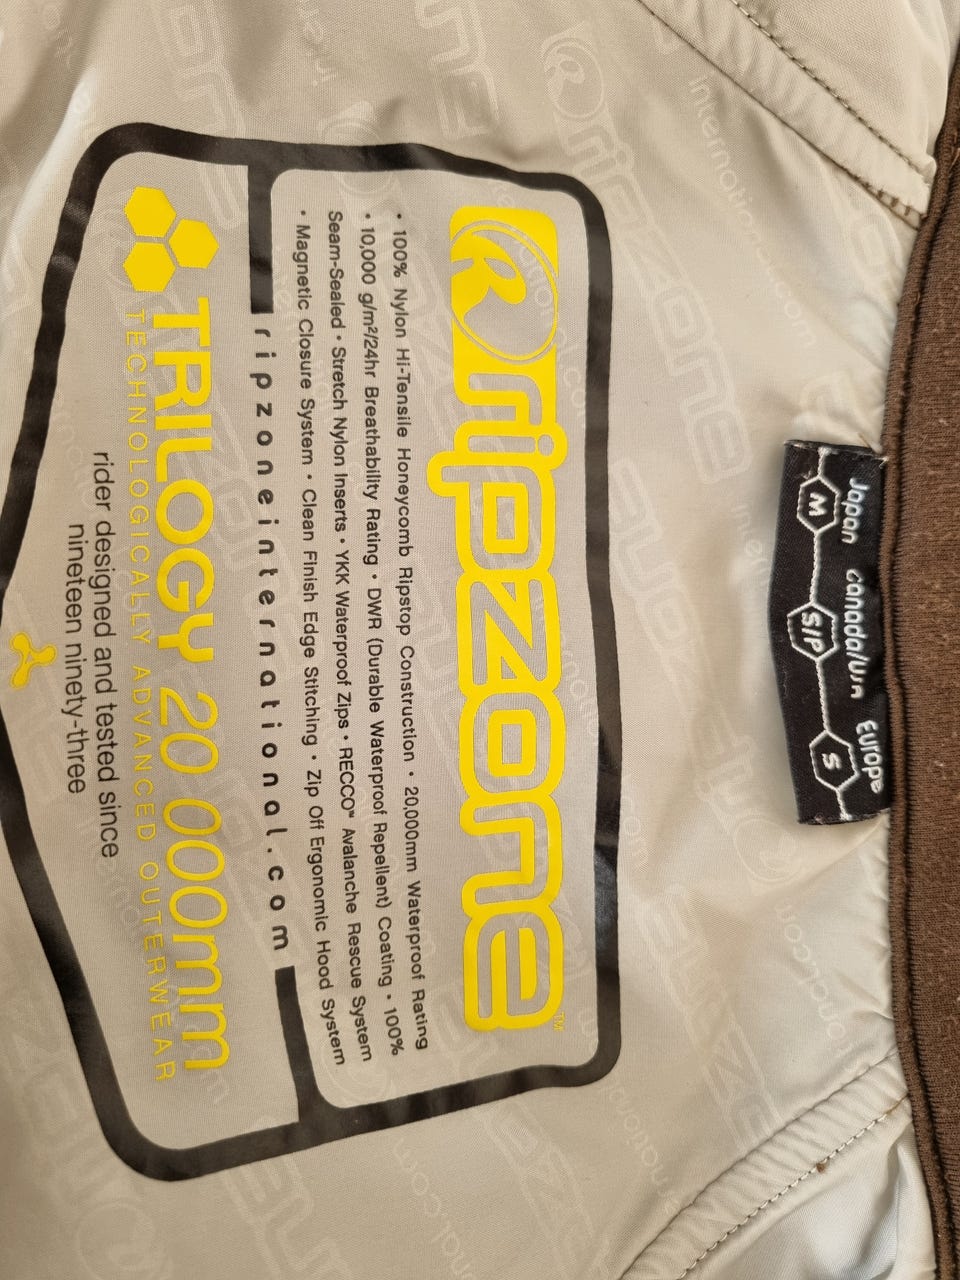 Japan canada/USA Europe
M S/P S
Ripzone™
• 100% Nylon Hi-Tensile Honeycomb Ripstop Construction • 20,000mm Waterproof Rating
• 10,000 g/m²/24hr Breathability Rating • DWR (Durable Waterproof Repellent) Coating • 100%
Seam-Sealed • Stretch Nylon Inserts • YKK Waterproof Zips • RECCO™ Avalanche Rescue System
• Magnetic Closure System • Clean Finish Edge Stitching • Zip Off Ergonomic Hood System
ripzoneinternational.com
TRILOGY 20 000mm
TECHNOLOGICALLY ADVANCED OUTERWEAR
rider designed and tested since
nineteen ninety-three